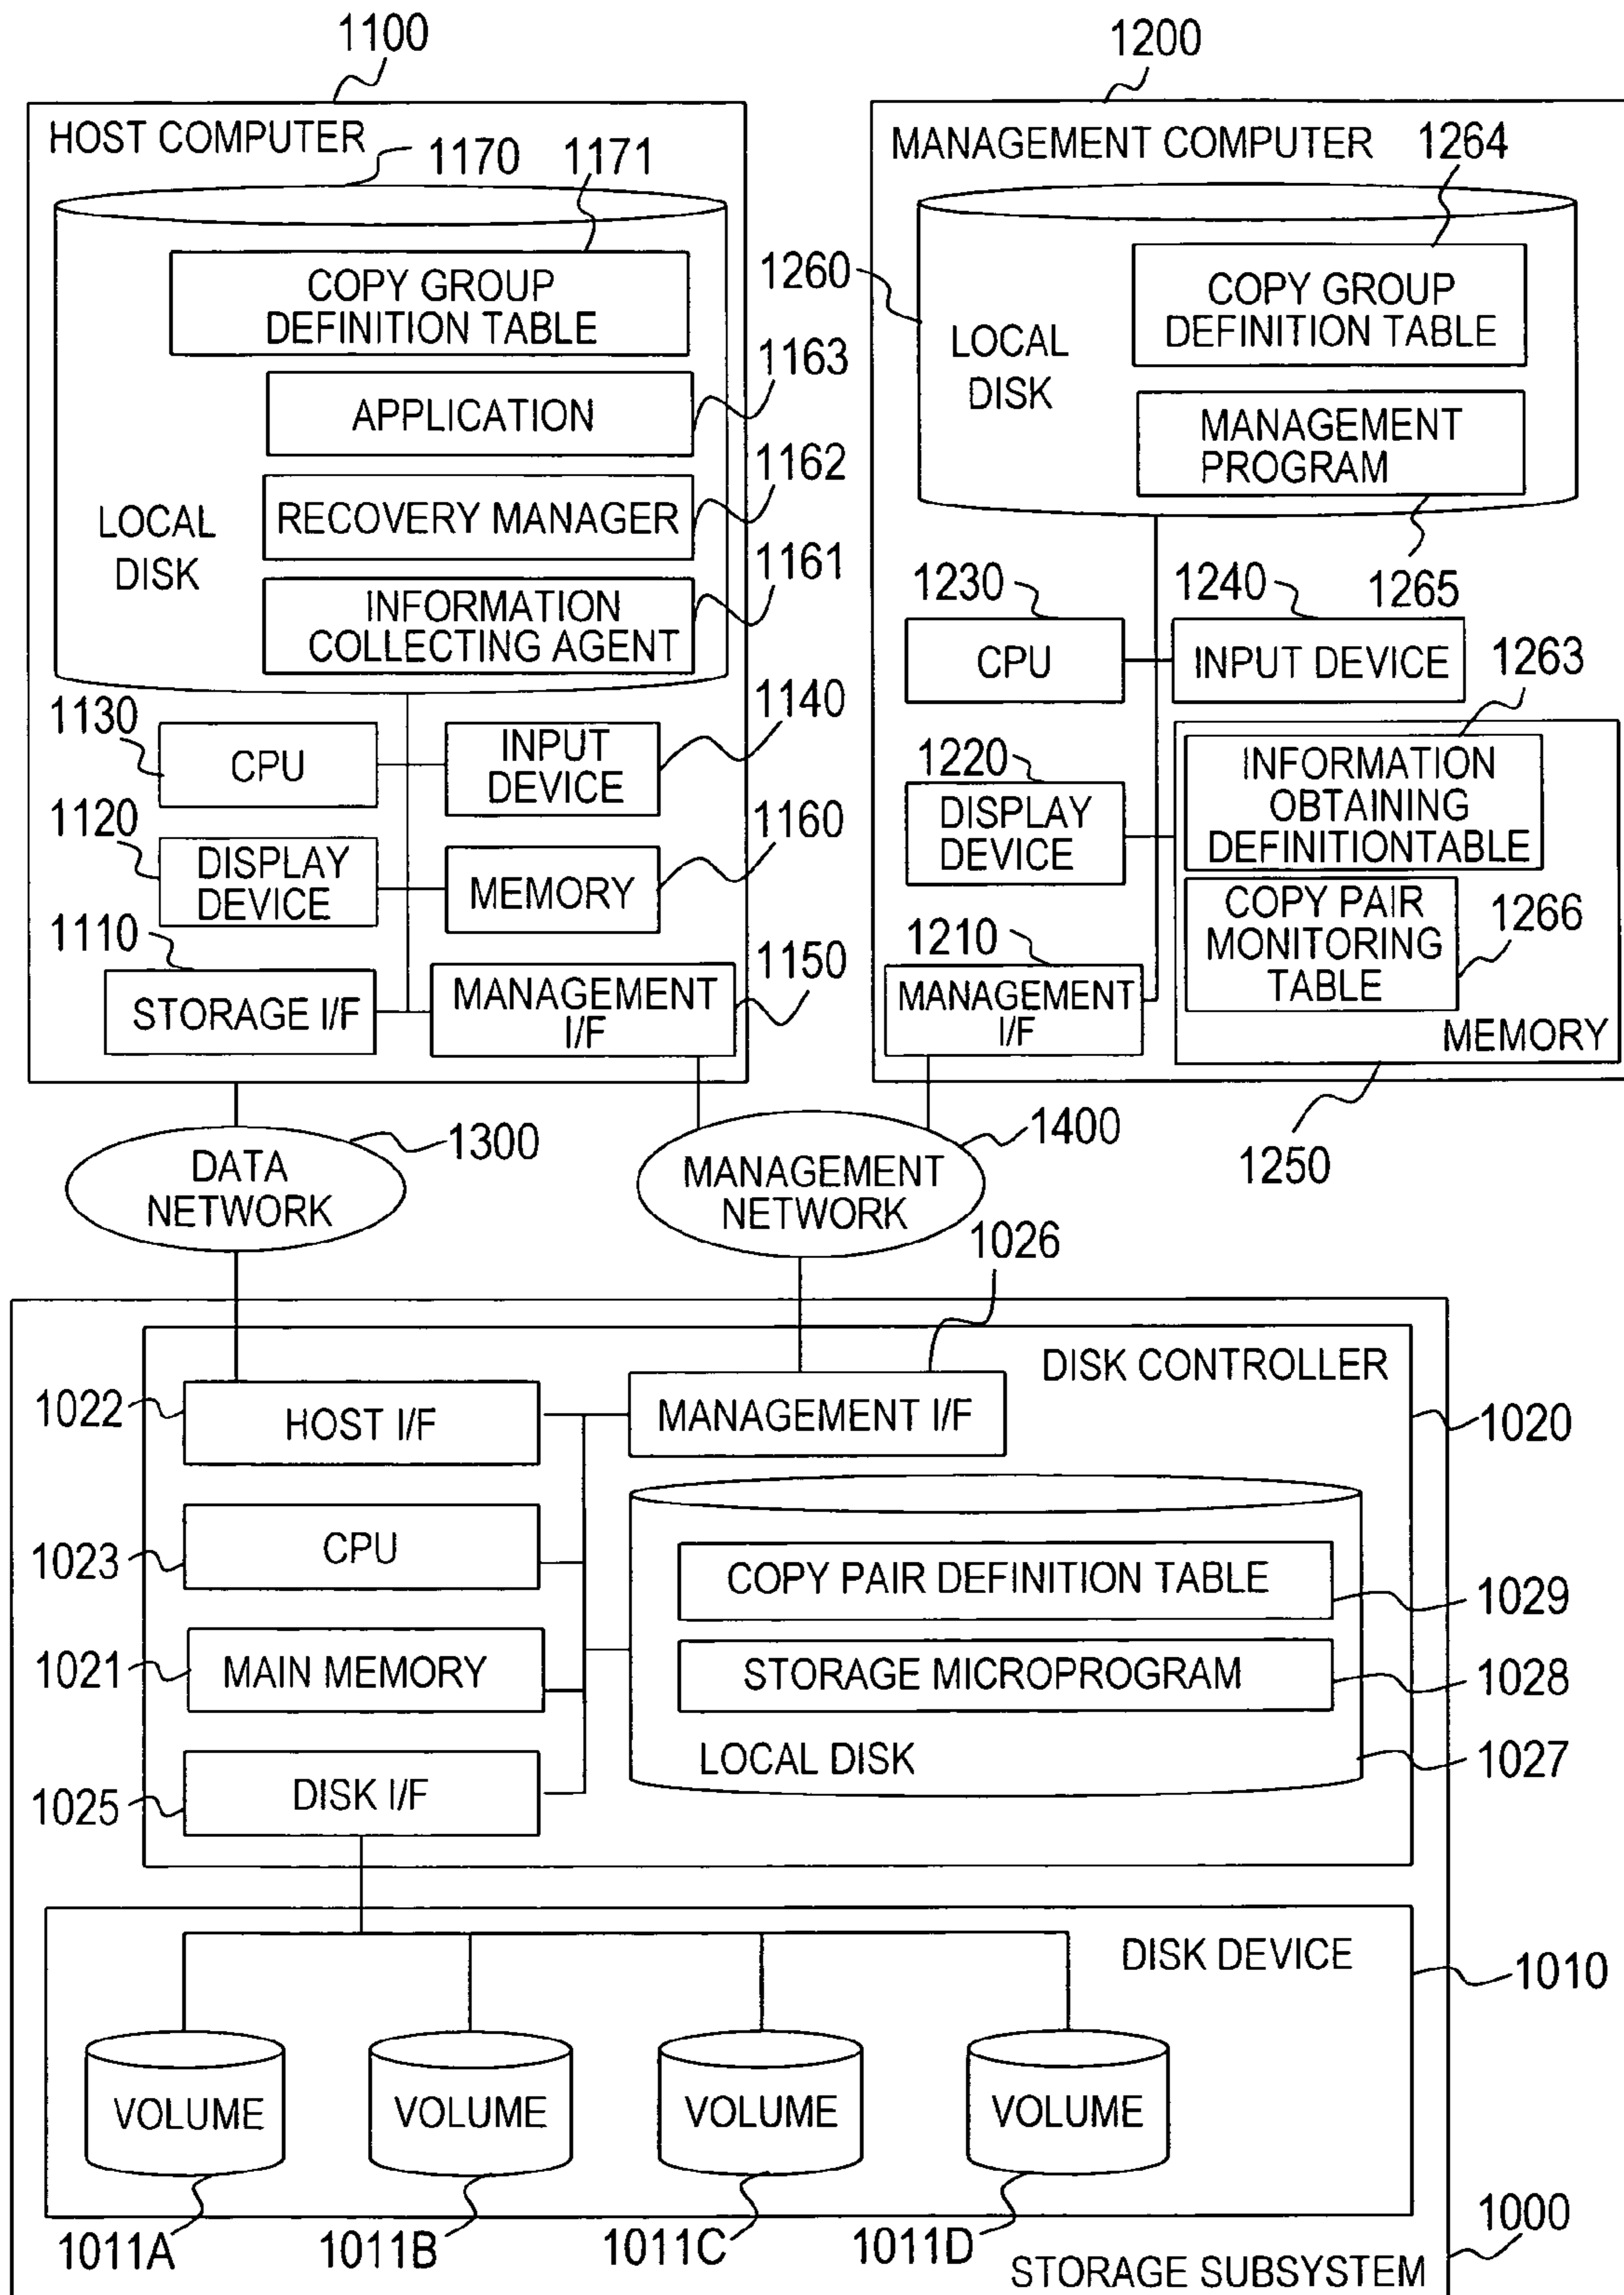 1100
1200
HOST COMPUTER
1170
1171
COPY GROUP
DEFINITION TABLE
1163
APPLICATION
1162
RECOVERY MANAGER
LOCAL
DISK
1161
INFORMATION
COLLECTING AGENT
1130
CPU
INPUT
DEVICE
1140
1120
DISPLAY
DEVICE
MEMORY
1160
1110
STORAGE I/F
MANAGEMENT
I/F
1150
MANAGEMENT COMPUTER
1264
1260
COPY GROUP
DEFINITION TABLE
LOCAL
DISK
MANAGEMENT
PROGRAM
1265
1230
CPU
1240
INPUT DEVICE
1263
1220
DISPLAY
DEVICE
INFORMATION
OBTAINING
DEFINITIONTABLE
COPY PAIR
MONITORING
TABLE
1266
1210
MANAGEMENT
I/F
MEMORY
1250
1300
DATA
NETWORK
1400
MANAGEMENT
NETWORK
1026
DISK CONTROLLER
1022
HOST I/F
MANAGEMENT I/F
1020
1023
CPU
COPY PAIR DEFINITION TABLE
1029
1021
MAIN MEMORY
STORAGE MICROPROGRAM
1028
1025
DISK I/F
LOCAL DISK
1027
DISK DEVICE
1010
VOLUME
VOLUME
VOLUME
VOLUME
1011A
1011B
1011C
1011D
1000
STORAGE SUBSYSTEM